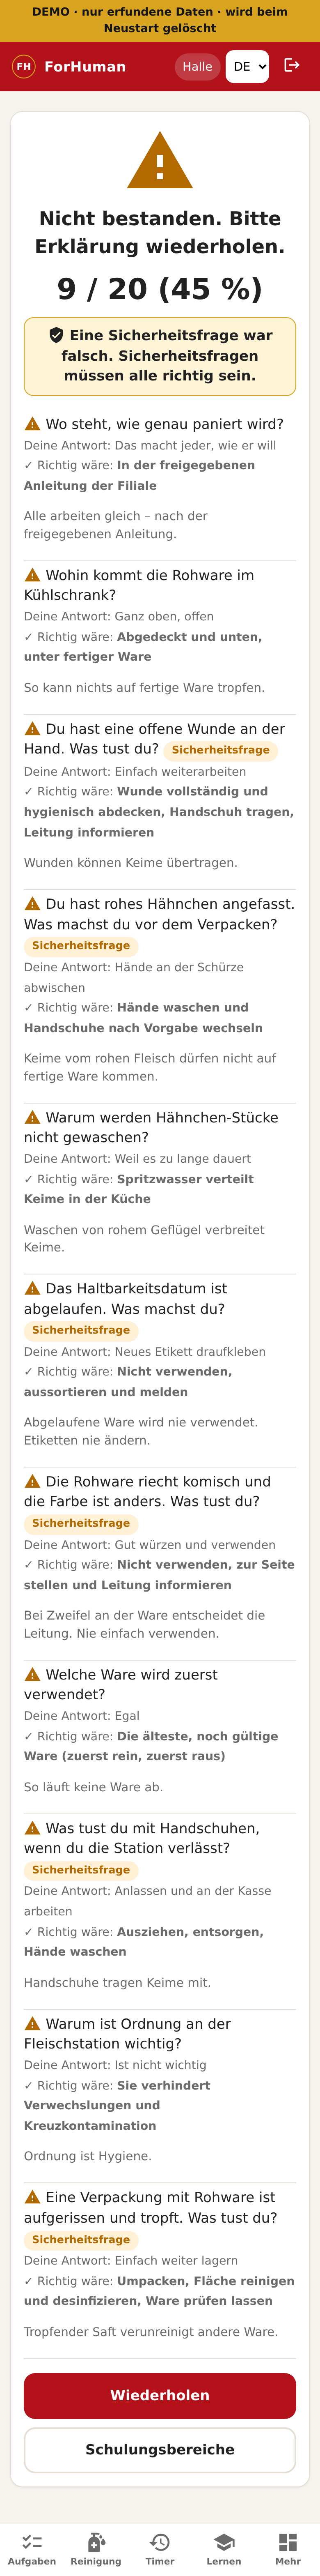 DEMO · nur erfundene Daten · wird beim
Neustart gelöscht
FH ForHuman Halle DE
Nicht bestanden. Bitte
Erklärung wiederholen.
9 / 20 (45 %)
Eine Sicherheitsfrage war
falsch. Sicherheitsfragen
müssen alle richtig sein.
Wo steht, wie genau paniert wird?
Deine Antwort: Das macht jeder, wie er will
✓ Richtig wäre: In der freigegebenen
Anleitung der Filiale
Alle arbeiten gleich – nach der
freigegebenen Anleitung.
Wohin kommt die Rohware im
Kühlschrank?
Deine Antwort: Ganz oben, offen
✓ Richtig wäre: Abgedeckt und unten,
unter fertiger Ware
So kann nichts auf fertige Ware tropfen.
Du hast eine offene Wunde an der
Hand. Was tust du? Sicherheitsfrage
Deine Antwort: Einfach weiterarbeiten
✓ Richtig wäre: Wunde vollständig und
hygienisch abdecken, Handschuh tragen,
Leitung informieren
Wunden können Keime übertragen.
Du hast rohes Hähnchen angefasst.
Was machst du vor dem Verpacken?
Sicherheitsfrage
Deine Antwort: Hände an der Schürze
abwischen
✓ Richtig wäre: Hände waschen und
Handschuhe nach Vorgabe wechseln
Keime vom rohen Fleisch dürfen nicht auf
fertige Ware kommen.
Warum werden Hähnchen-Stücke
nicht gewaschen?
Deine Antwort: Weil es zu lange dauert
✓ Richtig wäre: Spritzwasser verteilt
Keime in der Küche
Waschen von rohem Geflügel verbreitet
Keime.
Das Haltbarkeitsdatum ist
abgelaufen. Was machst du?
Sicherheitsfrage
Deine Antwort: Neues Etikett draufkleben
✓ Richtig wäre: Nicht verwenden,
aussortieren und melden
Abgelaufene Ware wird nie verwendet.
Etiketten nie ändern.
Die Rohware riecht komisch und
die Farbe ist anders. Was tust du?
Sicherheitsfrage
Deine Antwort: Gut würzen und verwenden
✓ Richtig wäre: Nicht verwenden, zur Seite
stellen und Leitung informieren
Bei Zweifel an der Ware entscheidet die
Leitung. Nie einfach verwenden.
Welche Ware wird zuerst
verwendet?
Deine Antwort: Egal
✓ Richtig wäre: Die älteste, noch gültige
Ware (zuerst rein, zuerst raus)
So läuft keine Ware ab.
Was tust du mit Handschuhen,
wenn du die Station verlässt?
Sicherheitsfrage
Deine Antwort: Anlassen und an der Kasse
arbeiten
✓ Richtig wäre: Ausziehen, entsorgen,
Hände waschen
Handschuhe tragen Keime mit.
Warum ist Ordnung an der
Fleischstation wichtig?
Deine Antwort: Ist nicht wichtig
✓ Richtig wäre: Sie verhindert
Verwechslungen und
Kreuzkontamination
Ordnung ist Hygiene.
Eine Verpackung mit Rohware ist
aufgerissen und tropft. Was tust du?
Sicherheitsfrage
Deine Antwort: Einfach weiter lagern
✓ Richtig wäre: Umpacken, Fläche reinigen
und desinfizieren, Ware prüfen lassen
Tropfender Saft verunreinigt andere Ware.
Wiederholen
Schulungsbereiche
Aufgaben Reinigung Timer Lernen Mehr